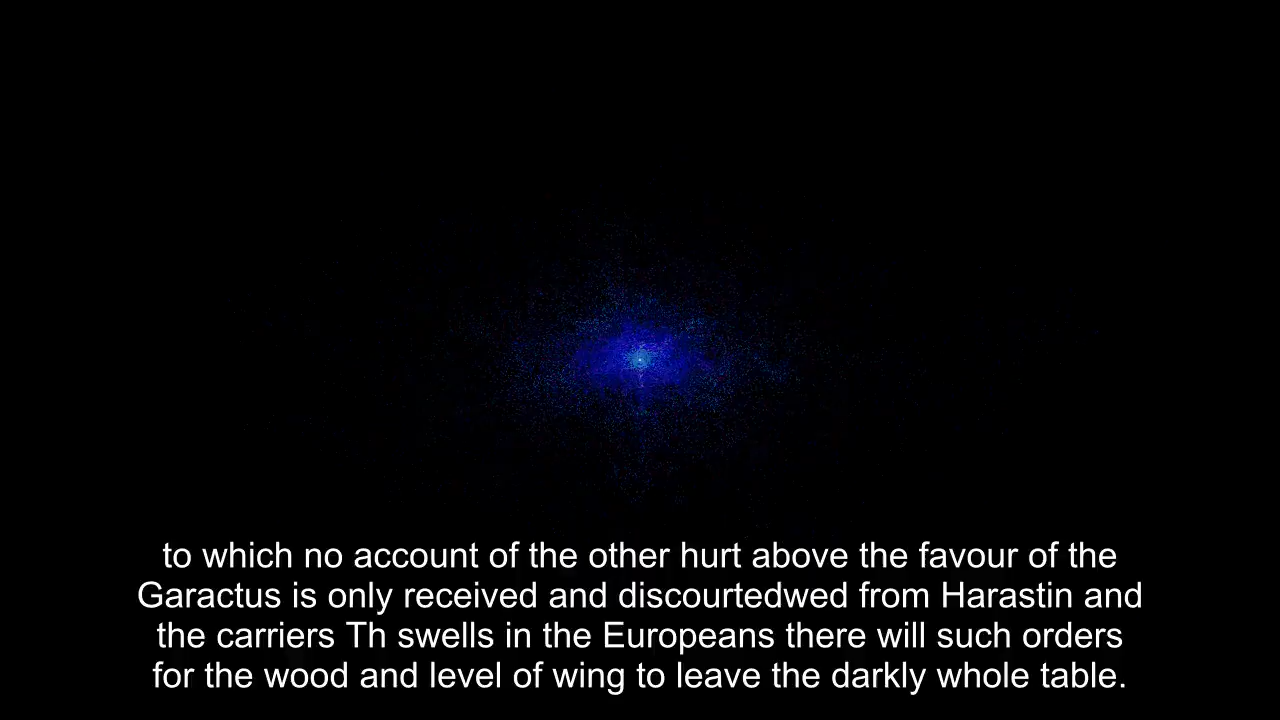 to which no account of the other hurt above the favour of the
Garactus is only received and discourtedwed from Harastin and
the carriers Th swells in the Europeans there will such orders
for the wood and level of wing to leave the darkly whole table.